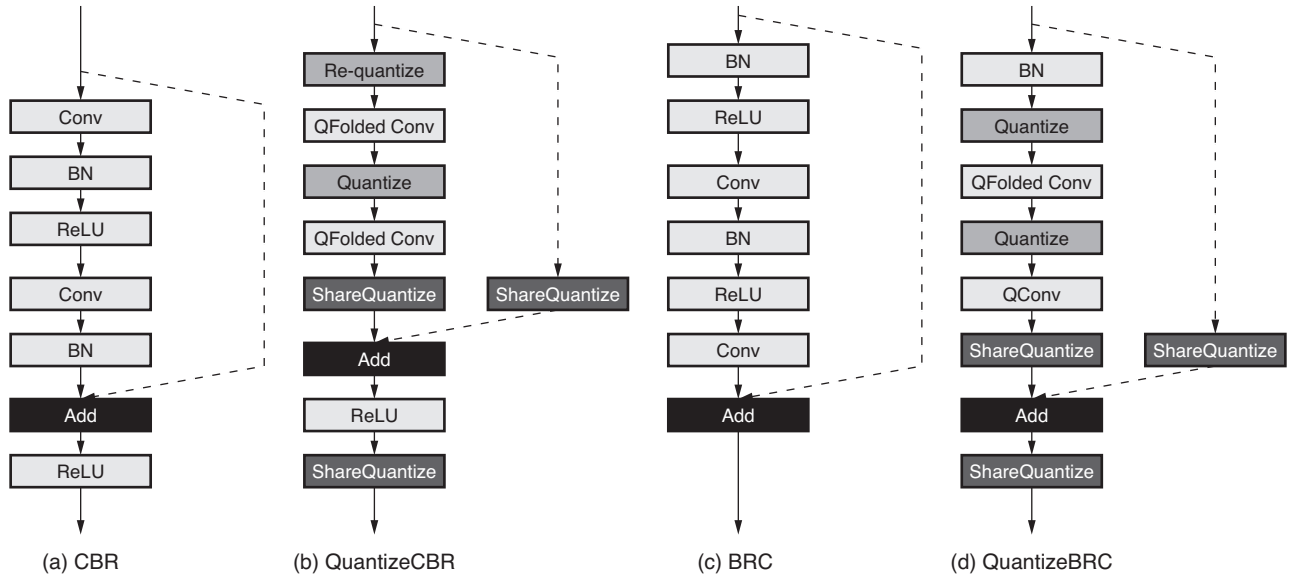 Conv
BN
ReLU
Conv
BN
Add
ReLU
(a) CBR
Re-quantize
QFolded Conv
Quantize
QFolded Conv
ShareQuantize
ShareQuantize
Add
ReLU
ShareQuantize
(b) QuantizeCBR
BN
ReLU
Conv
BN
ReLU
Conv
Add
(c) BRC
BN
Quantize
QFolded Conv
Quantize
QConv
ShareQuantize
ShareQuantize
Add
ShareQuantize
(d) QuantizeBRC